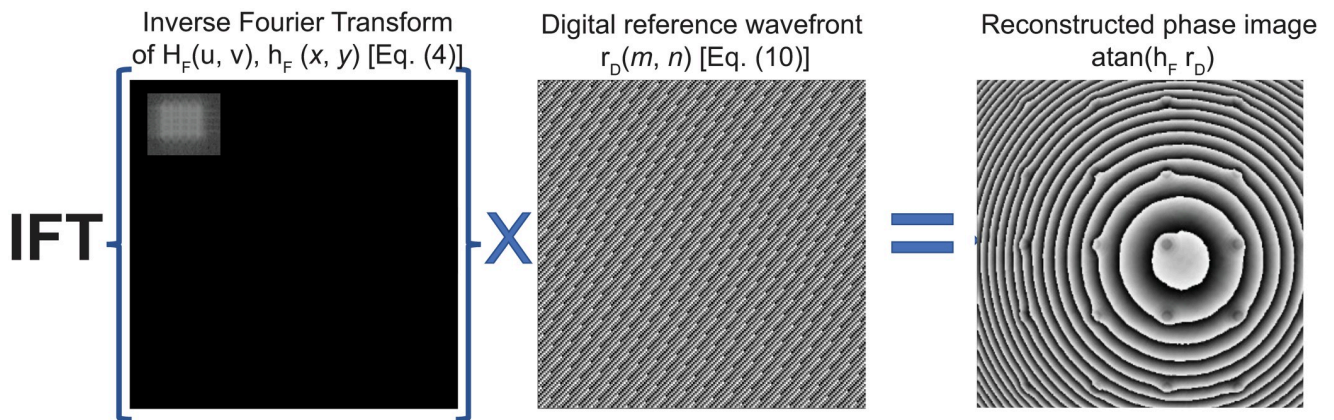 Inverse Fourier Transform
of H_F(u, v), h_F (x, y) [Eq. (4)]
Digital reference wavefront
r_D(m, n) [Eq. (10)]
Reconstructed phase image
atan(h_F r_D)
IFT { } X =